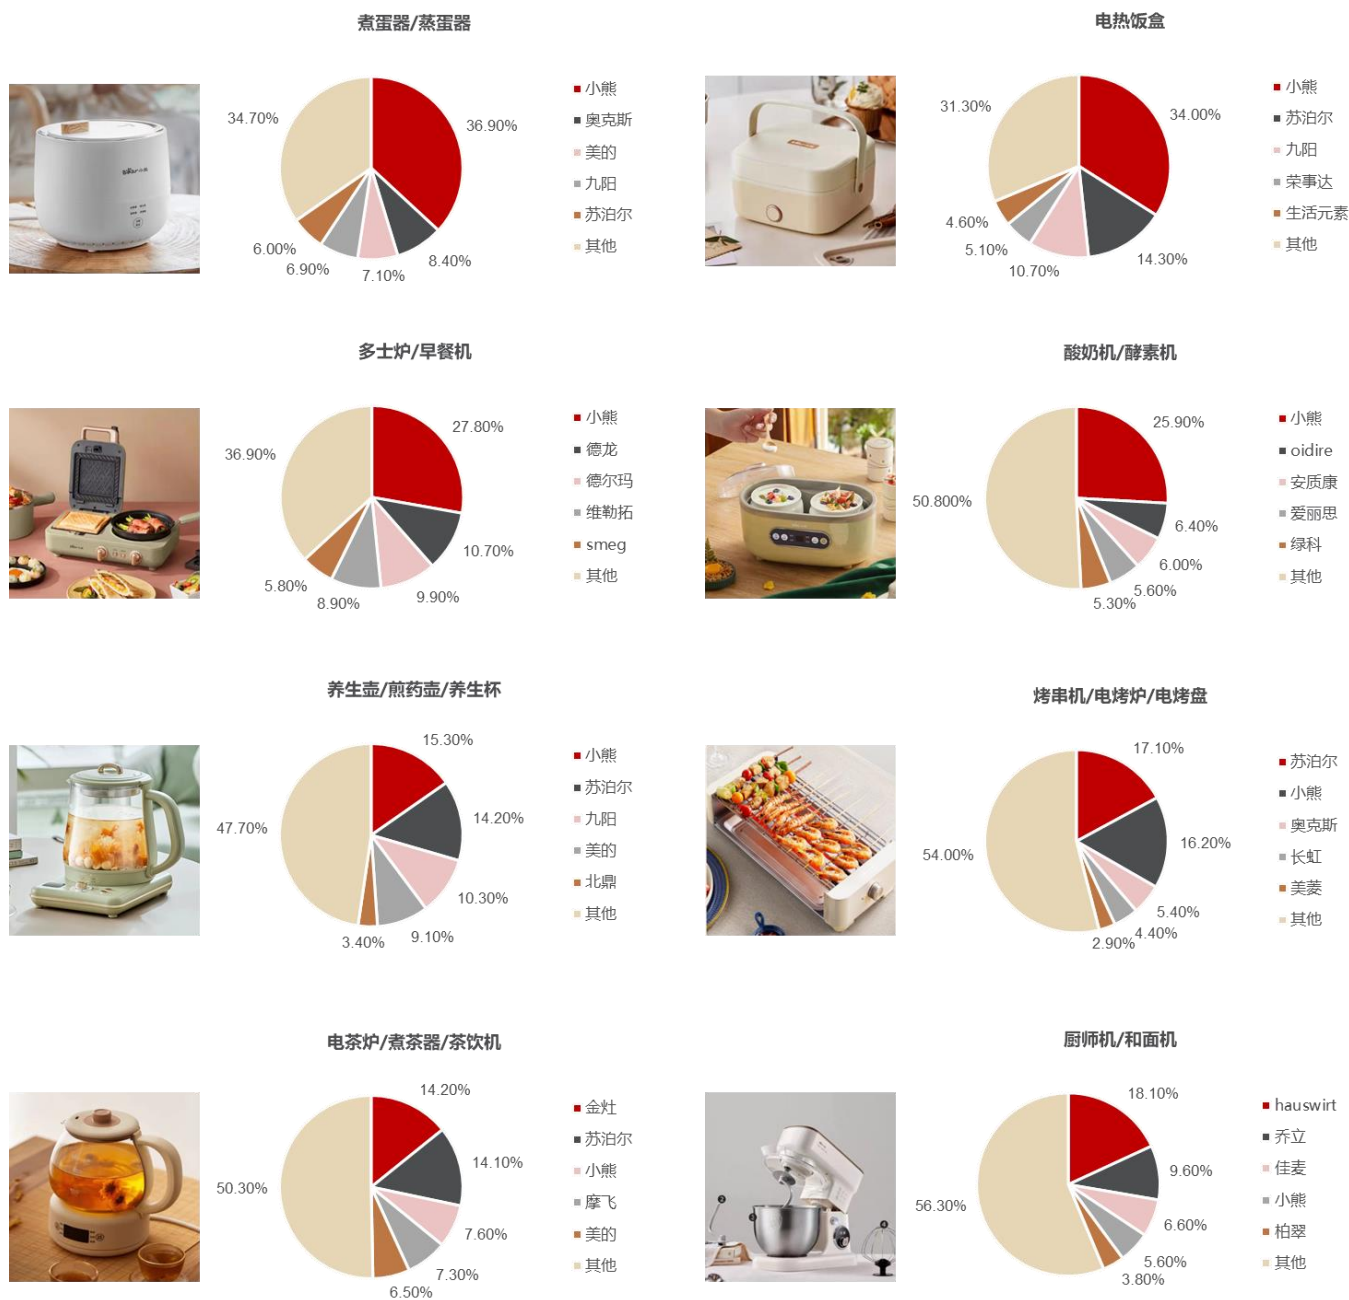 煮蛋器/蒸蛋器
34.70%
36.90%
6.00%
6.90%
7.10%
8.40%
小熊
奥克斯
美的
九阳
苏泊尔
其他
电热饭盒
31.30%
34.00%
4.60%
5.10%
10.70%
14.30%
小熊
苏泊尔
九阳
荣事达
生活元素
其他
多士炉/早餐机
27.80%
36.90%
10.70%
5.80%
8.90%
9.90%
小熊
德龙
德尔玛
维勒拓
smeg
其他
酸奶机/酵素机
25.90%
50.800%
6.40%
6.00%
5.60%
5.30%
小熊
oidire
安质康
爱丽思
绿科
其他
养生壶/煎药壶/养生杯
15.30%
14.20%
47.70%
10.30%
9.10%
3.40%
小熊
苏泊尔
九阳
美的
北鼎
其他
烤串机/电烤炉/电烤盘
17.10%
16.20%
54.00%
5.40%
4.40%
2.90%
苏泊尔
小熊
奥克斯
长虹
美菱
其他
电茶炉/煮茶器/茶饮机
14.20%
14.10%
50.30%
7.60%
7.30%
6.50%
金灶
苏泊尔
小熊
摩飞
美的
其他
厨师机/和面机
18.10%
9.60%
56.30%
6.60%
5.60%
3.80%
hauswirt
乔立
佳麦
小熊
柏翠
其他